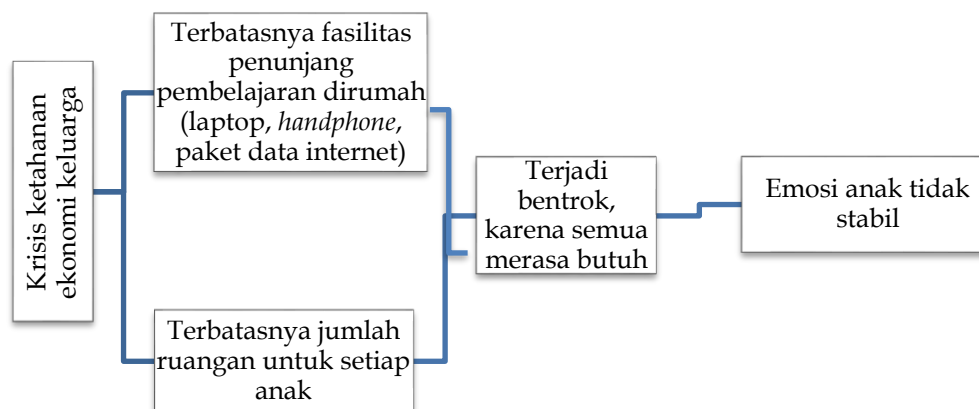 Krisis ketahanan
ekonomi keluarga
Terbatasnya fasilitas
penunjang
pembelajaran dirumah
(laptop, handphone,
paket data internet)
Terbatasnya jumlah
ruangan untuk setiap
anak
Terjadi
bentrok,
karena semua
merasa butuh
Emosi anak tidak
stabil